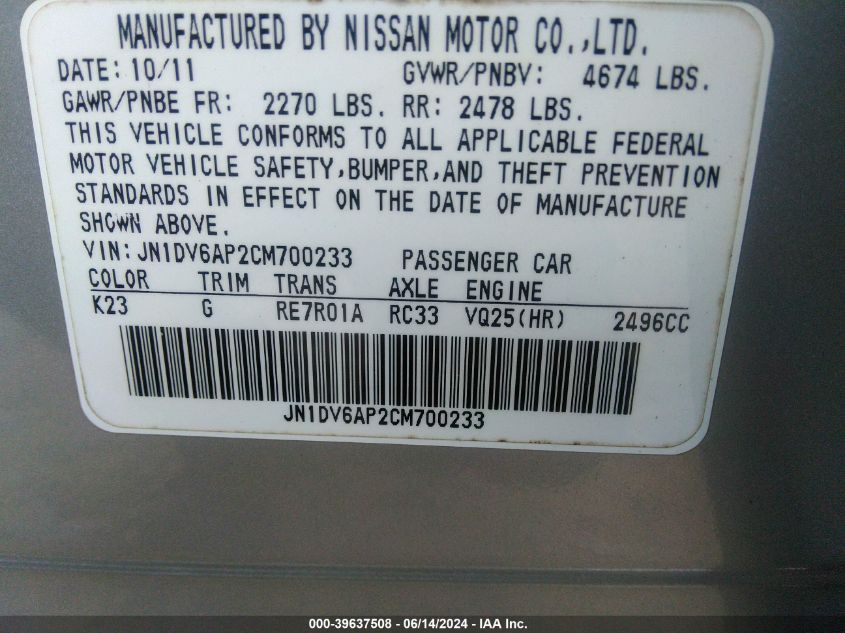 MANUFACTURED BY NISSAN MOTOR CO.,LTD.
DATE: 10/11 GVWR/PNBV: 4674 LBS.
GAWR/PNBE FR: 2270 LBS. RR: 2478 LBS.
THIS VEHICLE CONFORMS TO ALL APPLICABLE FEDERAL
MOTOR VEHICLE SAFETY,BUMPER,AND THEFT PREVENTION
STANDARDS IN EFFECT ON THE DATE OF MANUFACTURE
SHOWN ABOVE.
VIN: JN1DV6AP2CM700233 PASSENGER CAR
COLOR TRIM TRANS AXLE ENGINE
K23 G RE7R01A RC33 VQ25(HR) 2496CC
JN1DV6AP2CM700233
000-39637508 - 06/14/2024 - IAA Inc.